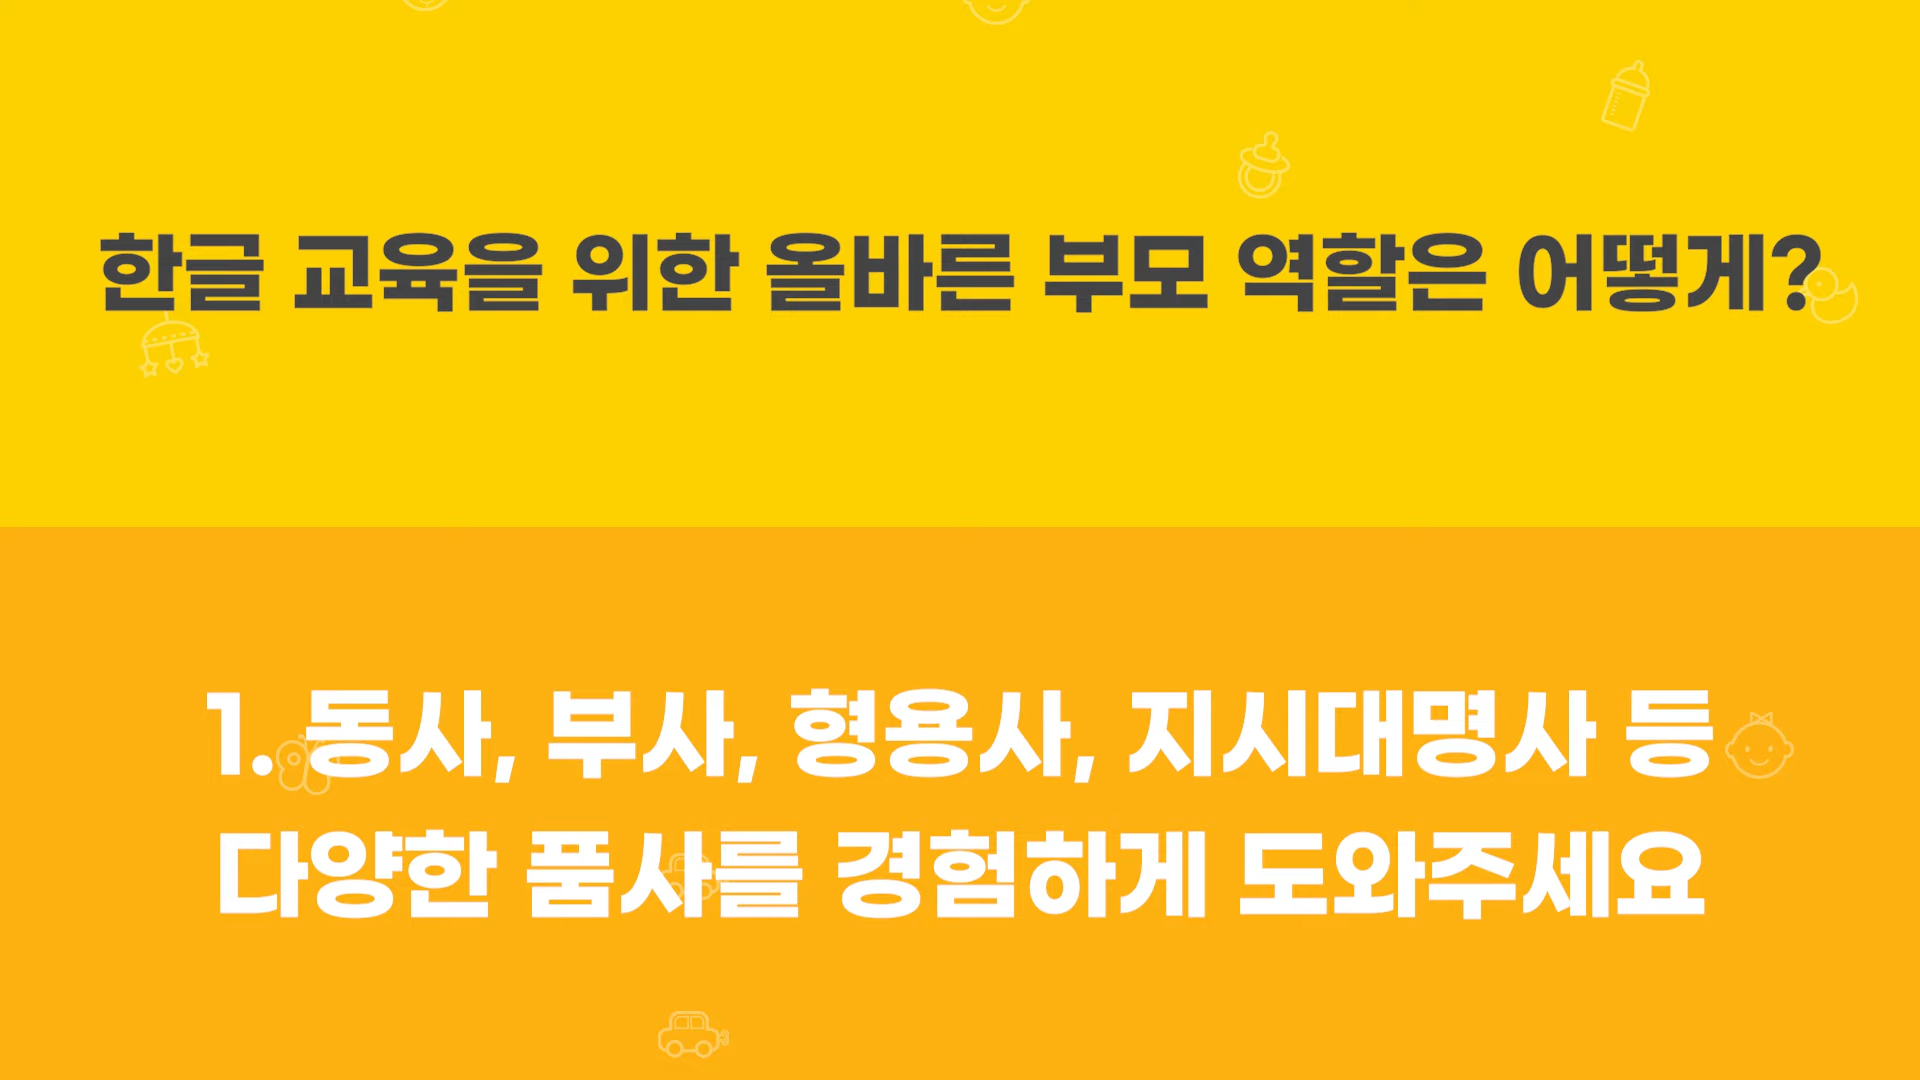 한글 교육을 위한 올바른 부모 역할은 어떻게?
1. 동사, 부사, 형용사, 지시대명사 등
다양한 품사를 경험하게 도와주세요